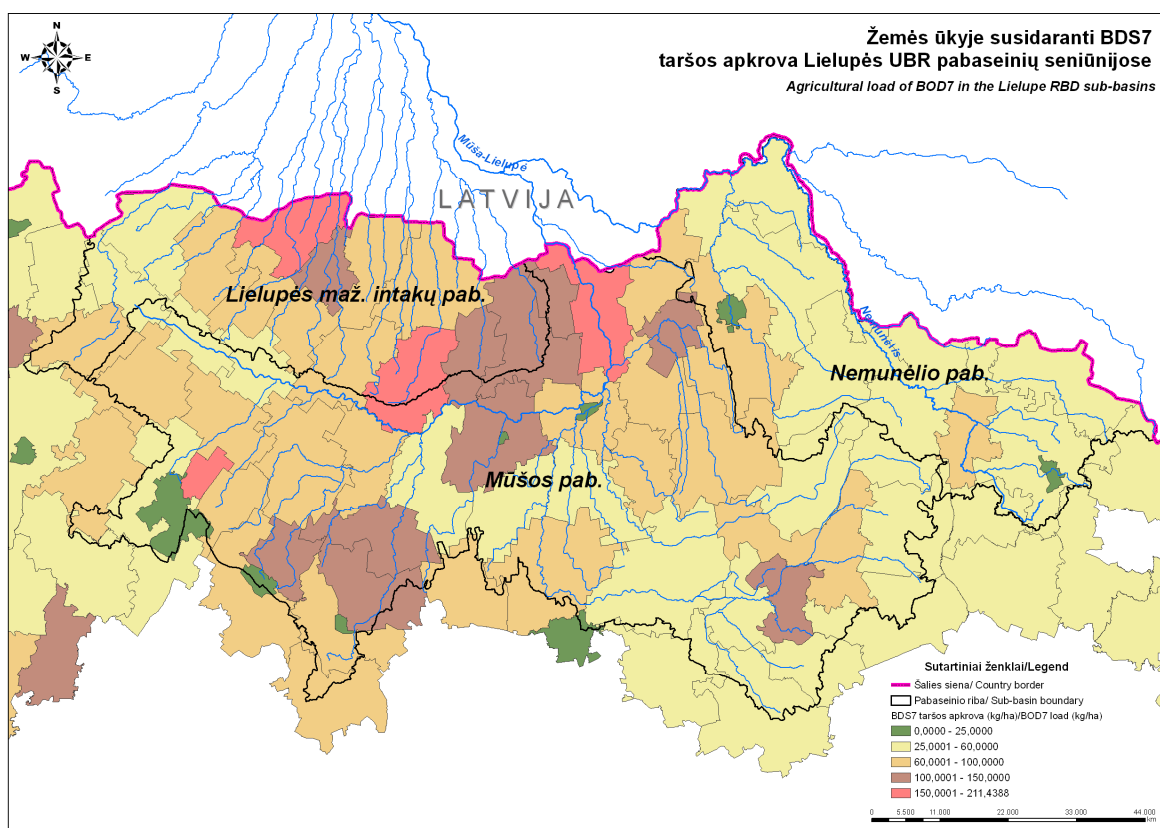 Žemės ūkyje susidaranti BDS7
taršos apkrova Lielupės UBR pabaseinių seniūnijose
Agricultural load of BOD7 in the Lielupe RBD sub-basins
N
W E
S
Mūša-Lielupė
LATVIJA
Lielupės maž. intakų pab.
Nemunėlis
Nemunėlio pab.
Mūšos pab.
Sutartiniai ženklai/Legend
Šalies siena/ Country border
Pabaseinio riba/ Sub-basin boundary
BDS7 taršos apkrova (kg/ha)/BOD7 load (kg/ha)
0,0000 - 25,0000
25,0001 - 60,0000
60,0001 - 100,0000
100,0001 - 150,0000
150,0001 - 211,4388
0 5.500 11.000 22.000 33.000 44.000
km